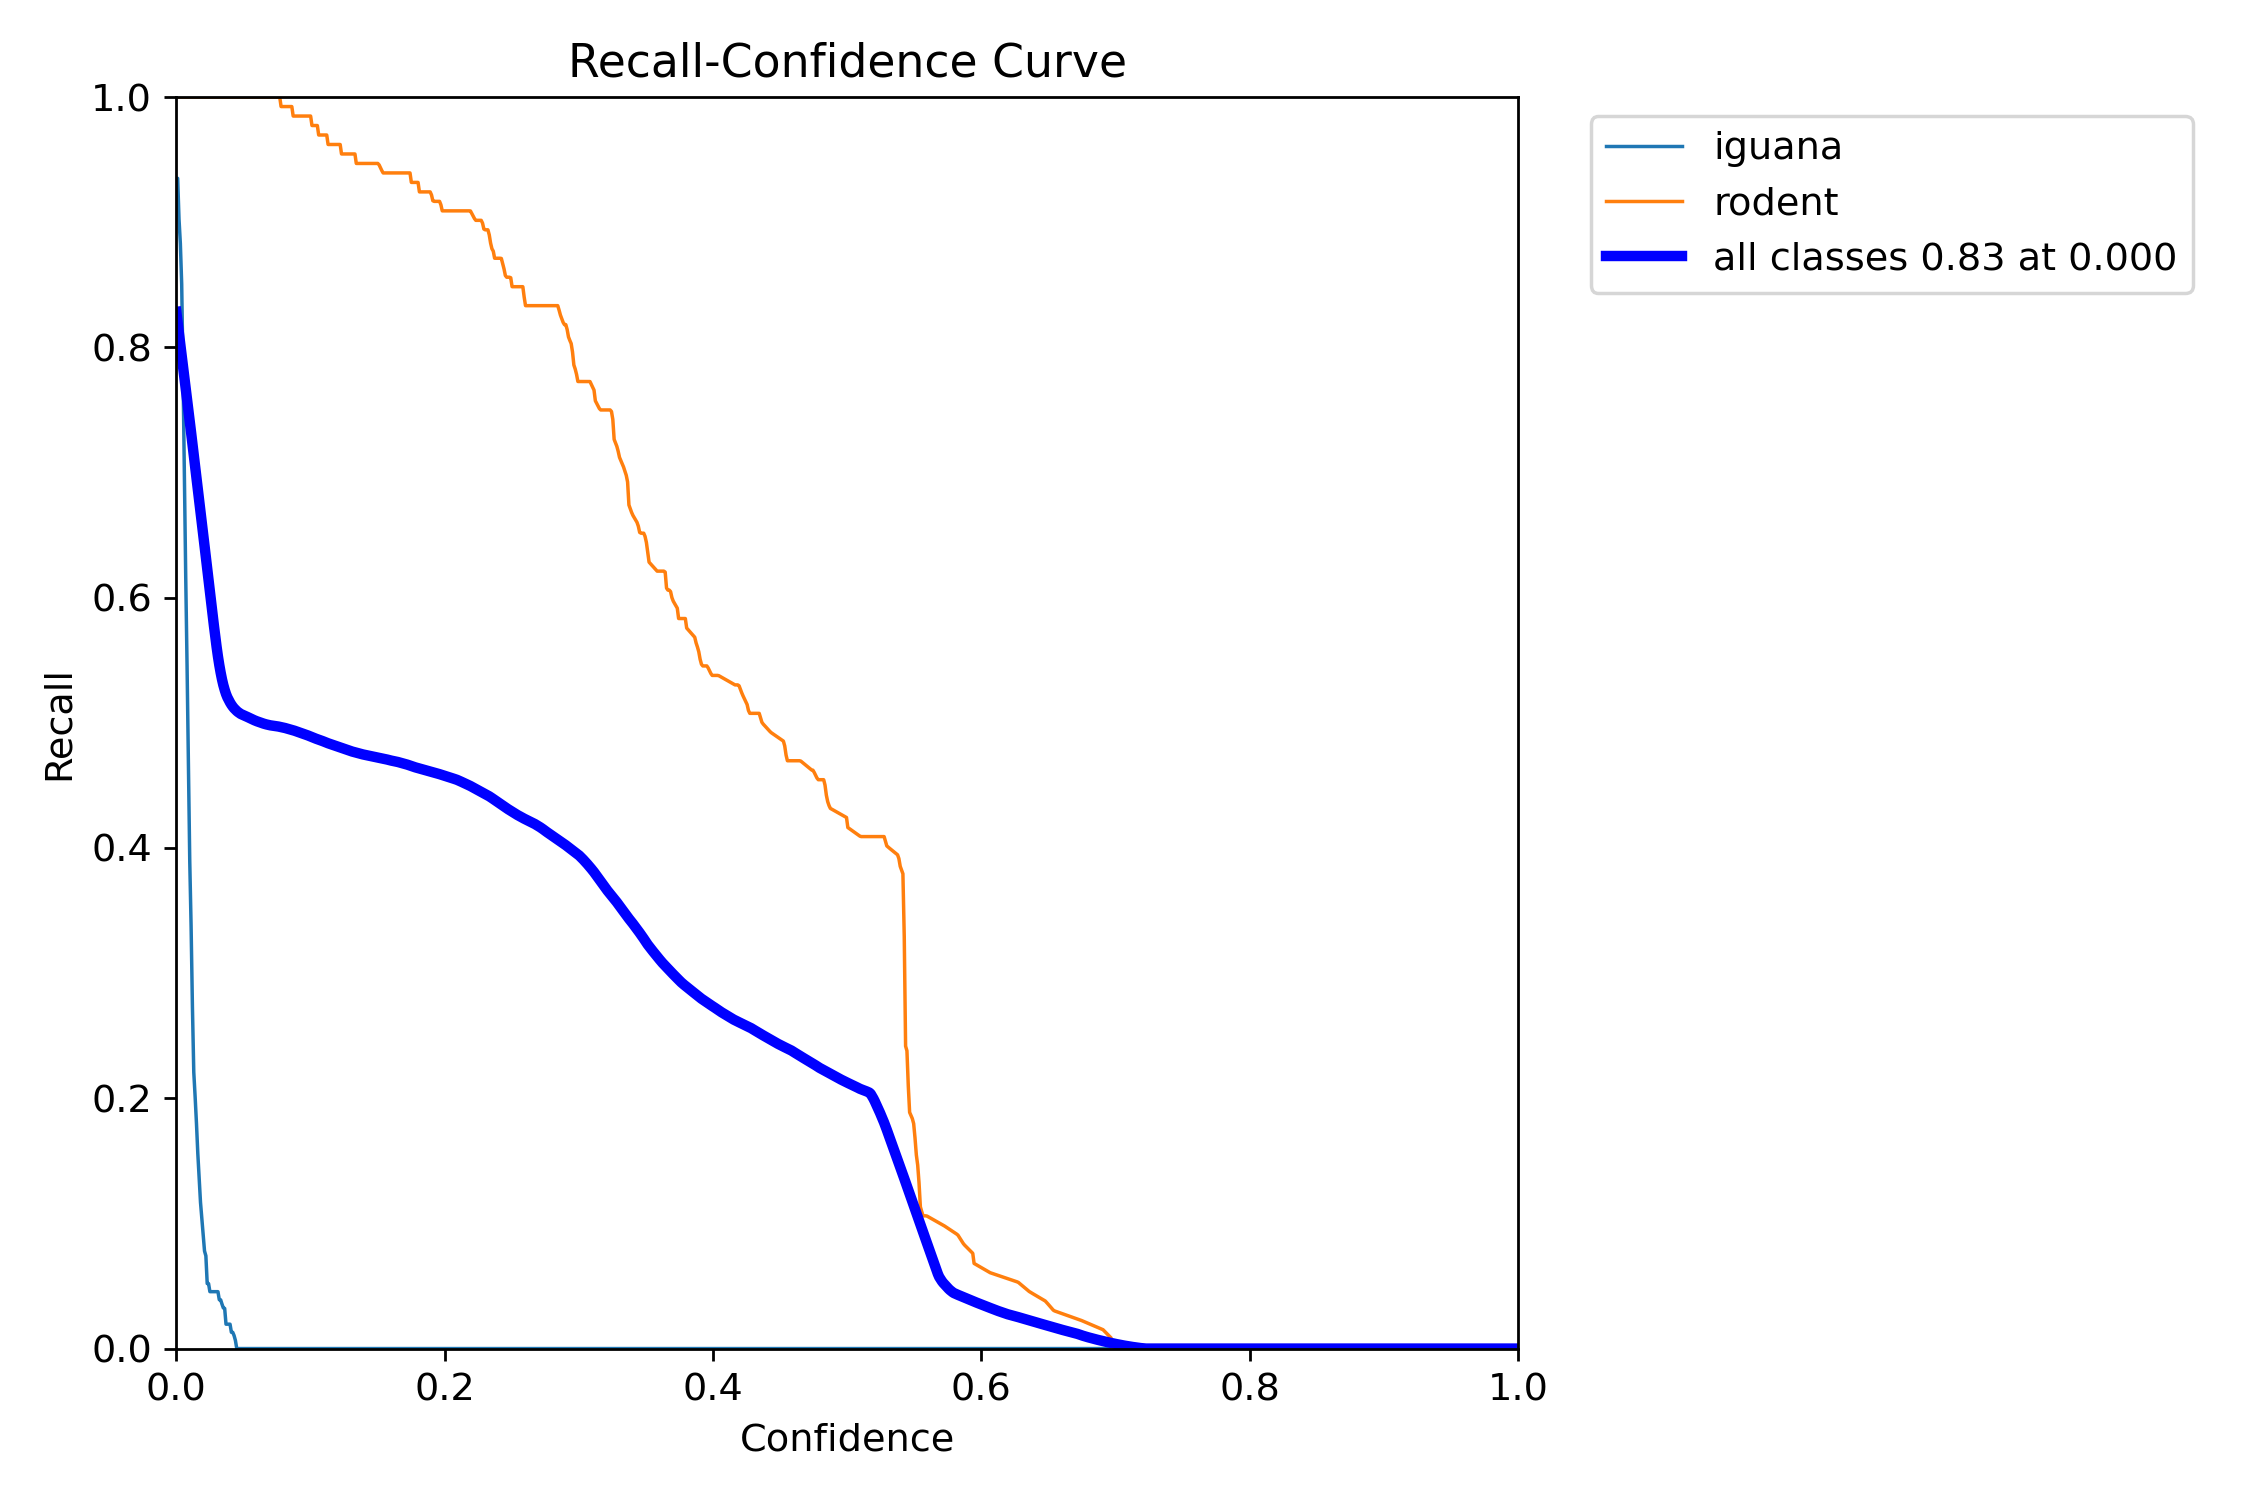 Recall-Confidence Curve
1.0
0.8
0.6
0.4
0.2
0.0
Recall
0.0 0.2 0.4 0.6 0.8 1.0
Confidence
iguana
rodent
all classes 0.83 at 0.000